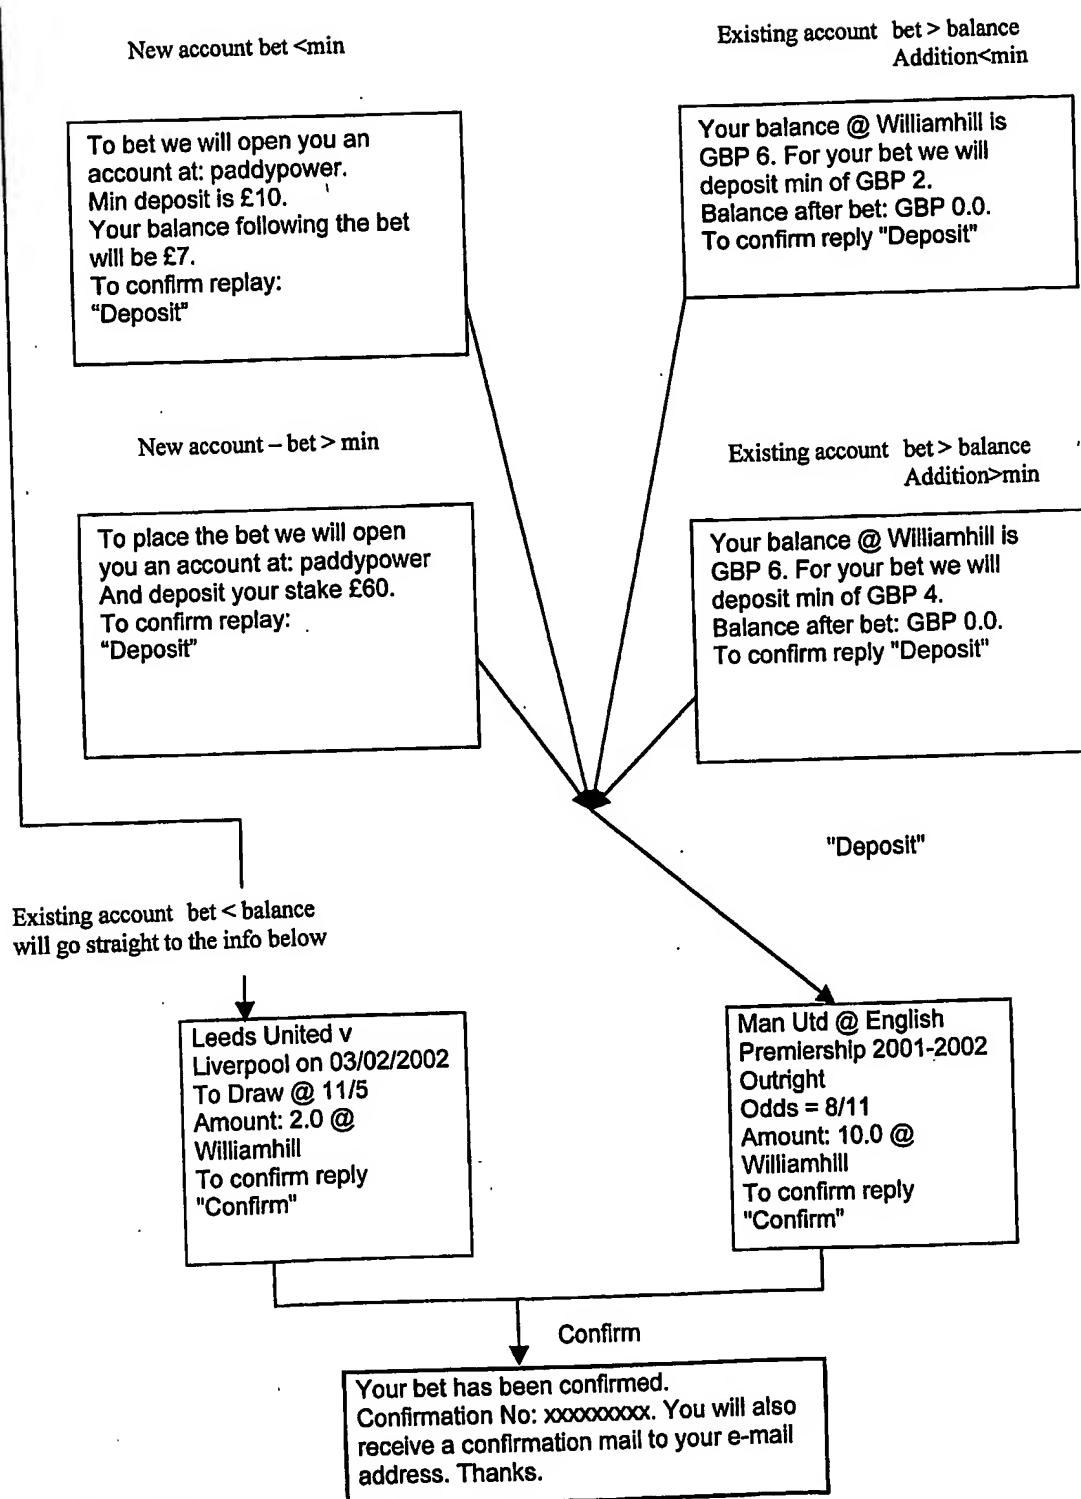 New account bet <min
Existing account bet > balance
Addition<min
To bet we will open you an
account at: paddypower.
Min deposit is £10.
Your balance following the bet
will be £7.
To confirm replay:
“Deposit”
Your balance @ Williamhill is
GBP 6. For your bet we will
deposit min of GBP 2.
Balance after bet: GBP 0.0.
To confirm reply "Deposit"
New account – bet > min
Existing account bet > balance
Addition>min
To place the bet we will open
you an account at: paddypower
And deposit your stake £60.
To confirm replay:
“Deposit”
Your balance @ Williamhill is
GBP 6. For your bet we will
deposit min of GBP 4.
Balance after bet: GBP 0.0.
To confirm reply "Deposit"
"Deposit"
Existing account bet < balance
will go straight to the info below
Leeds United v
Liverpool on 03/02/2002
To Draw @ 11/5
Amount: 2.0 @
Williamhill
To confirm reply
"Confirm"
Man Utd @ English
Premiership 2001-2002
Outright
Odds = 8/11
Amount: 10.0 @
Williamhill
To confirm reply
"Confirm"
Confirm
Your bet has been confirmed.
Confirmation No: xxxxxxxxx. You will also
receive a confirmation mail to your e-mail
address. Thanks.